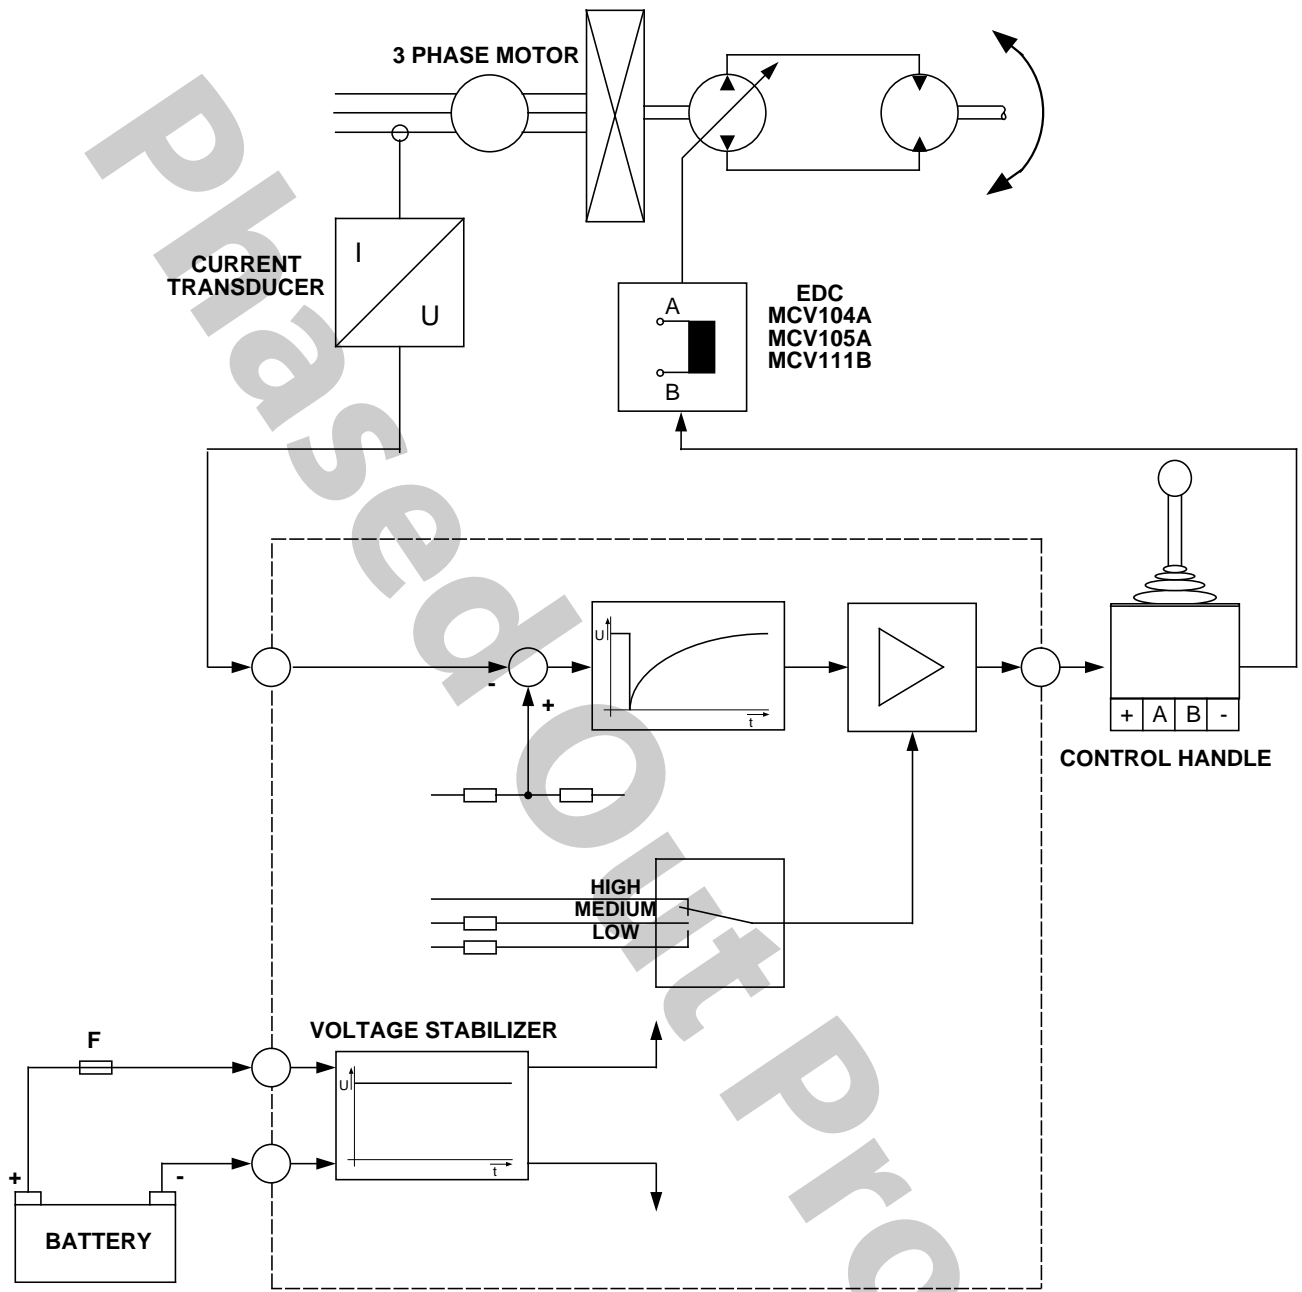 3 PHASE MOTOR
CURRENT
TRANSDUCER
I
U
A
B
EDC
MCV104A
MCV105A
MCV111B
U
t
-
+
+ A B -
CONTROL HANDLE
HIGH
MEDIUM
LOW
VOLTAGE STABILIZER
F
U
t
+
-
BATTERY
Phased Out Pro